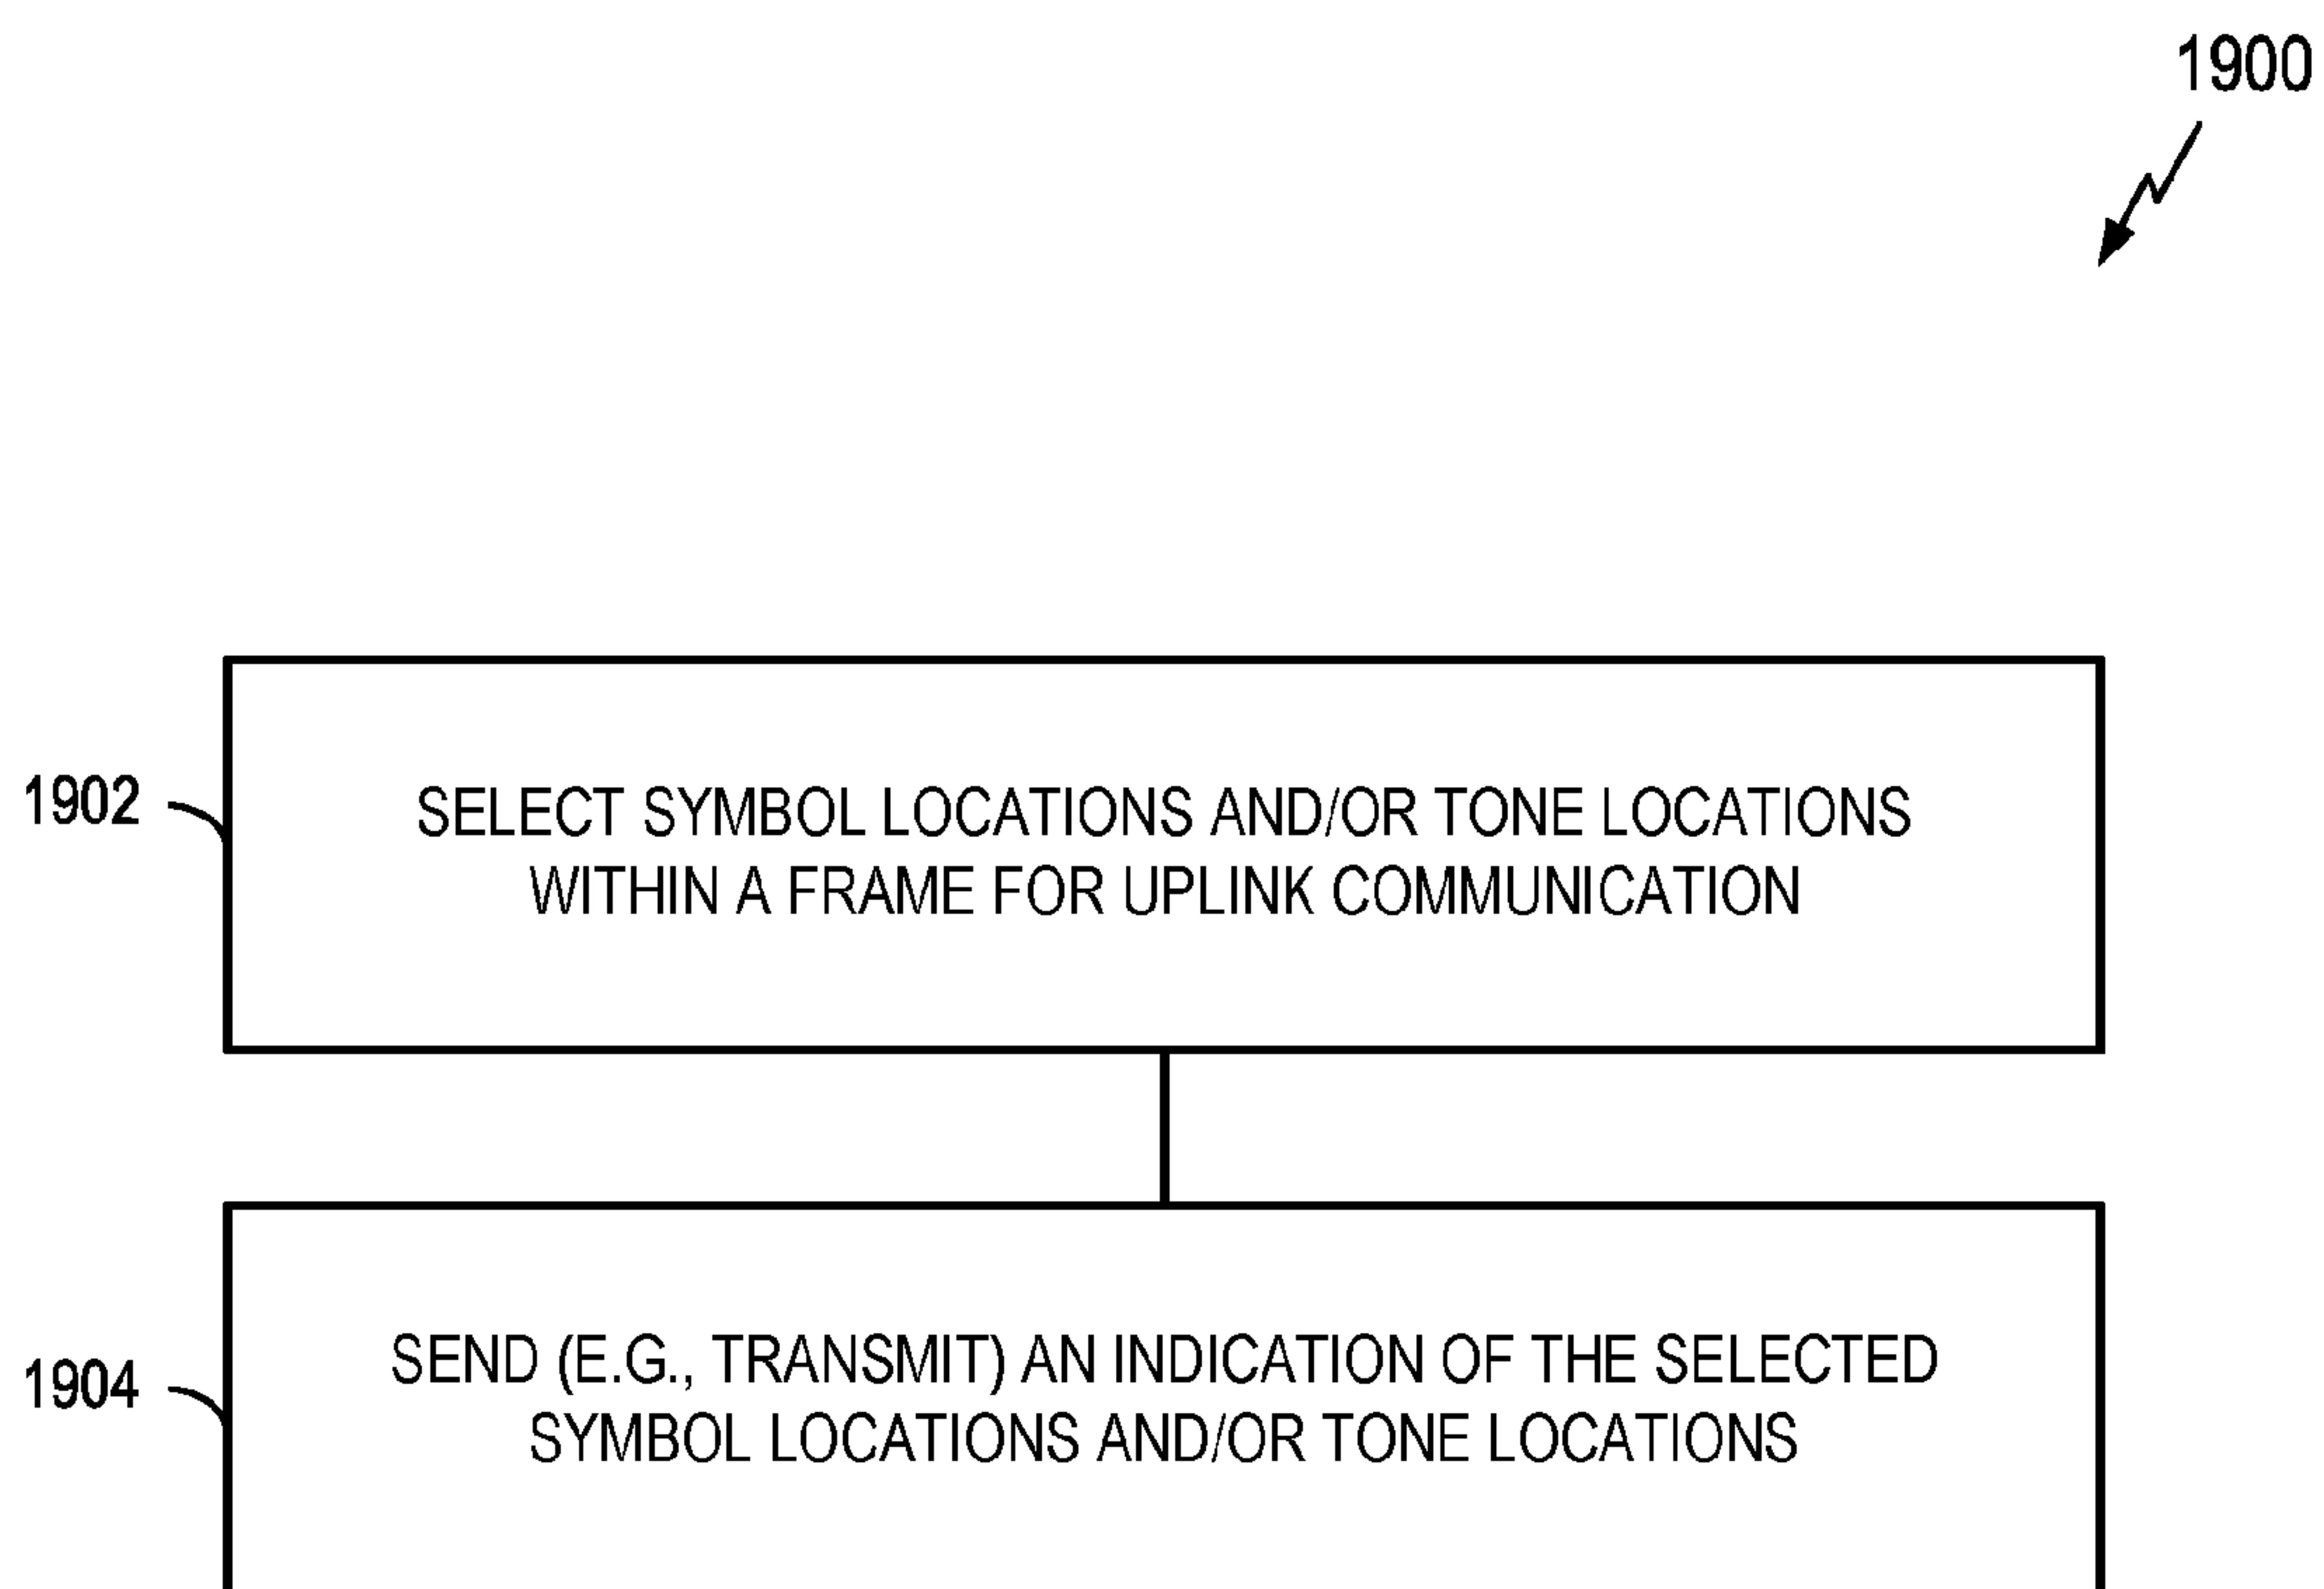 1900
1902
SELECT SYMBOL LOCATIONS AND/OR TONE LOCATIONS
WITHIN A FRAME FOR UPLINK COMMUNICATION
1904
SEND (E.G., TRANSMIT) AN INDICATION OF THE SELECTED
SYMBOL LOCATIONS AND/OR TONE LOCATIONS